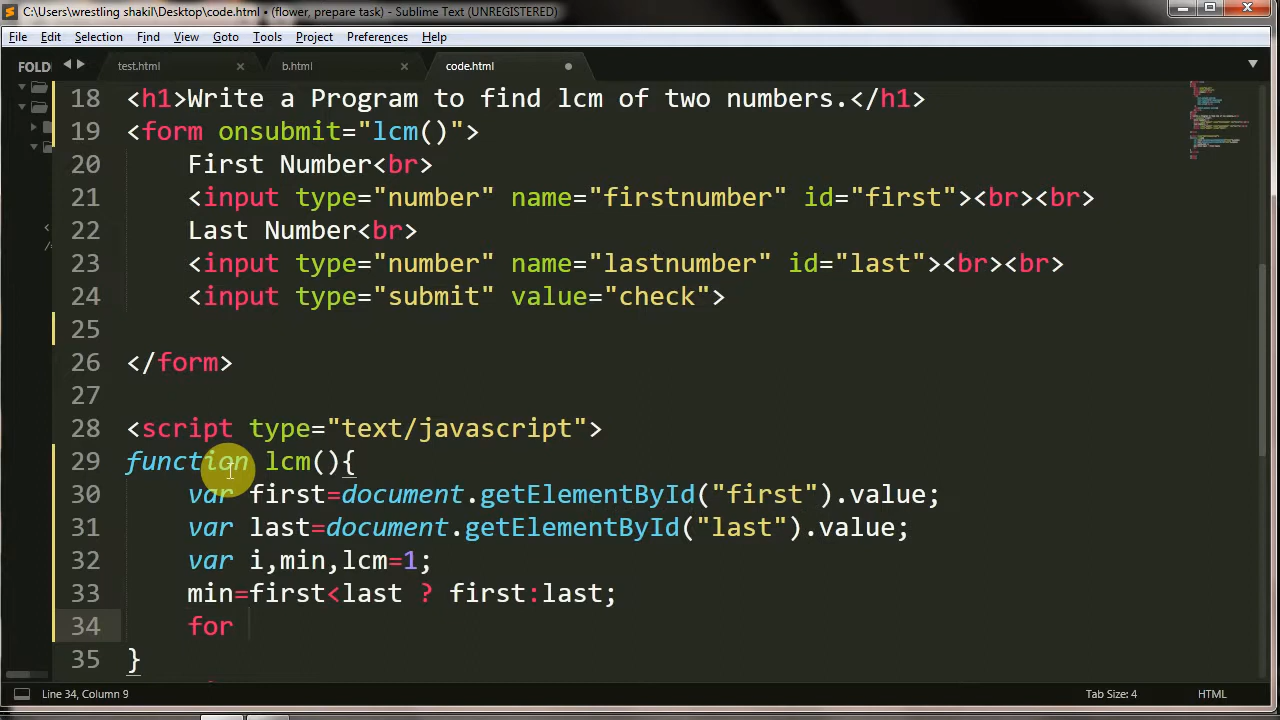 C:\Users\wrestling shakil\Desktop\code.html • (flower, prepare task) - Sublime Text (UNREGISTERED)
File Edit Selection Find View Goto Tools Project Preferences Help
FOLD
test.html b.html code.html
18 <h1>Write a Program to find lcm of two numbers.</h1>
19 <form onsubmit="lcm()">
20 First Number<br>
21 <input type="number" name="firstnumber" id="first"><br><br>
22 Last Number<br>
23 <input type="number" name="lastnumber" id="last"><br><br>
24 <input type="submit" value="check">
25
26 </form>
27
28 <script type="text/javascript">
29 function lcm(){
30 var first=document.getElementById("first").value;
31 var last=document.getElementById("last").value;
32 var i,min,lcm=1;
33 min=first<last ? first:last;
34 for
35 }
Line 34, Column 9 Tab Size: 4 HTML